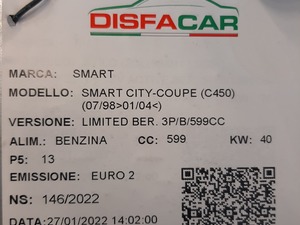 DISFACAR
MARCA: SMART
MODELLO: SMART CITY-COUPE (C450)
(07/98>01/04<)
VERSIONE: LIMITED BER. 3P/B/599CC
ALIM.: BENZINA CC: 599 KW: 40
P5: 13
EMISSIONE: EURO 2
NS: 146/2022
DATA:27/01/2022 14:02:00